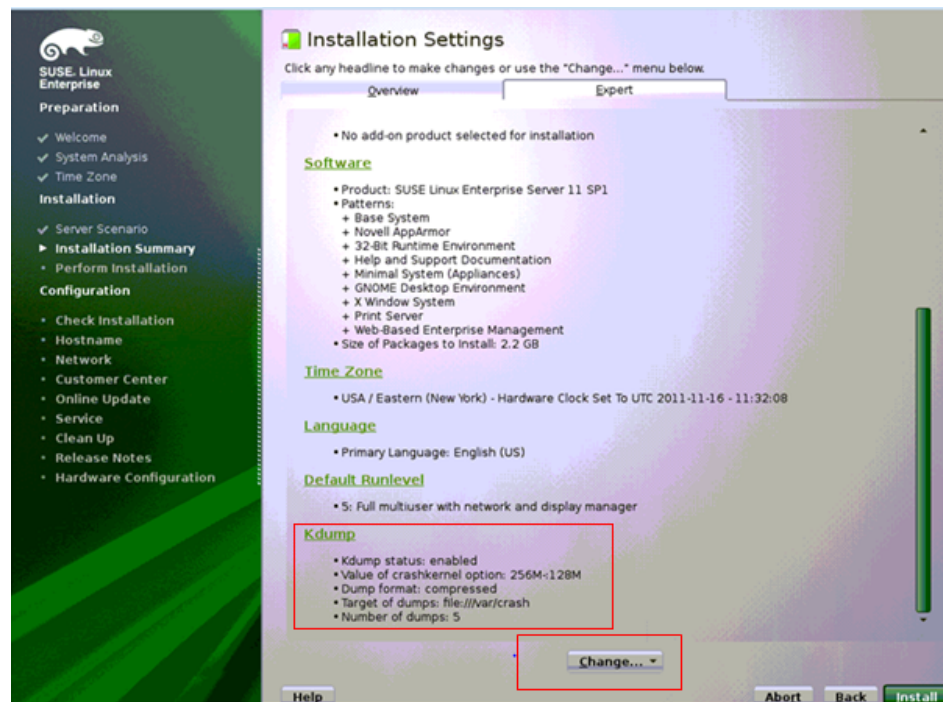 SUSE. Linux
Enterprise
Preparation
Welcome
System Analysis
Time Zone
Installation
Server Scenario
Installation Summary
Perform Installation
Configuration
Check Installation
Hostname
Network
Customer Center
Online Update
Service
Clean Up
Release Notes
Hardware Configuration
Installation Settings
Click any headline to make changes or use the "Change..." menu below.
Overview
Expert
• No add-on product selected for installation
Software
• Product: SUSE Linux Enterprise Server 11 SP1
• Patterns:
+ Base System
+ Novell AppArmor
+ 32-Bit Runtime Environment
+ Help and Support Documentation
+ Minimal System (Appliances)
+ GNOME Desktop Environment
+ X Window System
+ Print Server
+ Web-Based Enterprise Management
• Size of Packages to Install: 2.2 GB
Time Zone
• USA / Eastern (New York) - Hardware Clock Set To UTC 2011-11-16 - 11:32:08
Language
• Primary Language: English (US)
Default Runlevel
• 5: Full multiuser with network and display manager
Kdump
• Kdump status: enabled
• Value of crashkernel option: 256M-:128M
• Dump format: compressed
• Target of dumps: file:///var/crash
• Number of dumps: 5
Change...
Help
Abort
Back
Install